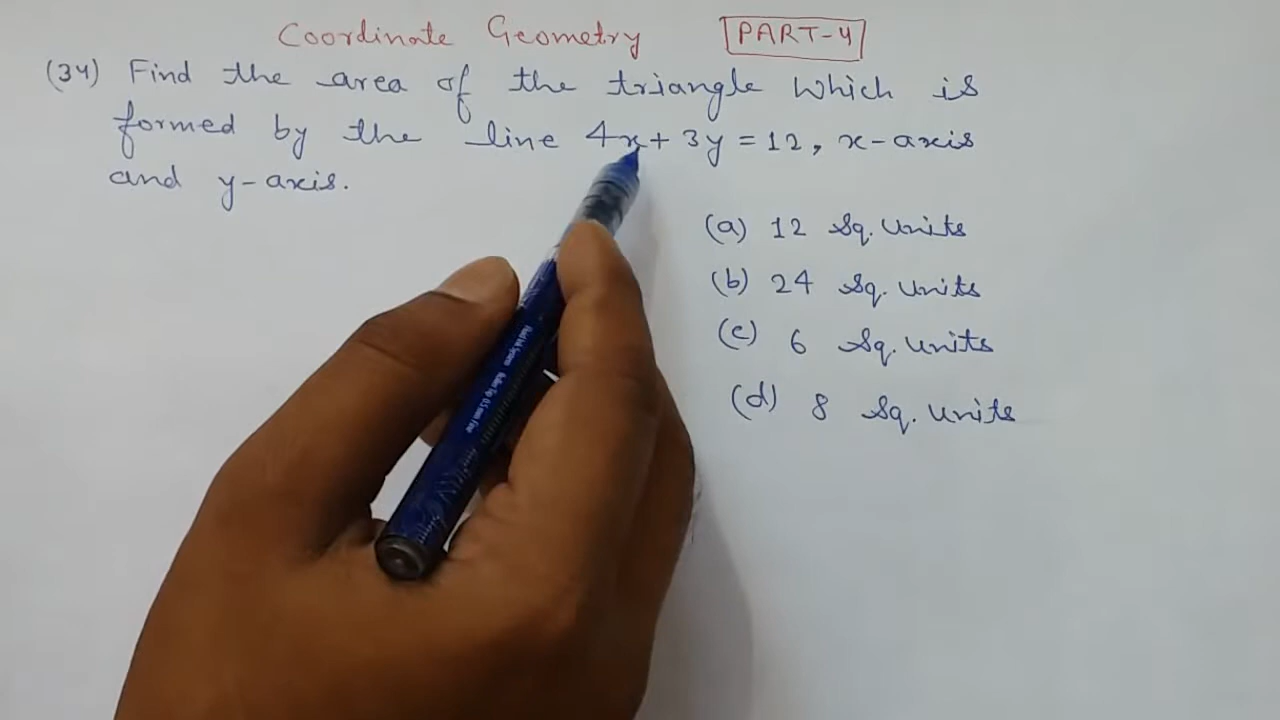 Coordinate Geometry PART-4
(34) Find the area of the triangle which is
formed by the line 4x+3y=12, x-axis
and y-axis.
(a) 12 Sq. Units
(b) 24 Sq. Units
(c) 6 Sq. Units
(d) 8 Sq. Units